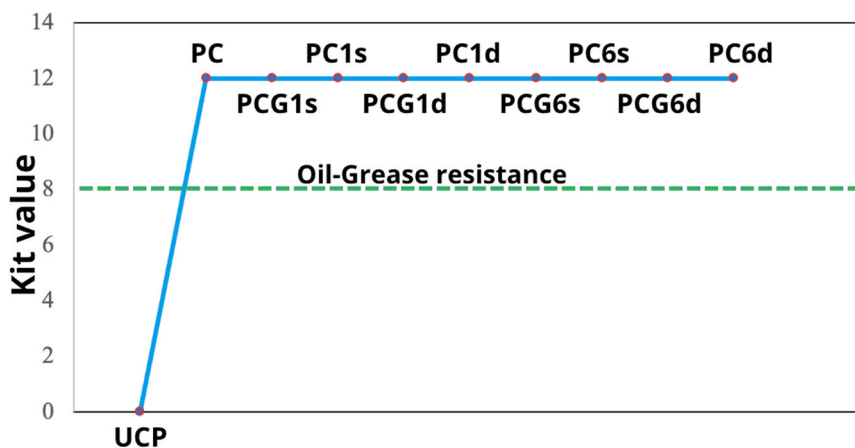 14
PC PC1s PC1d PC6s PC6d
12
PCG1s PCG1d PCG6s PCG6d
10
Oil-Grease resistance
8
Kit value
6
4
2
0
UCP